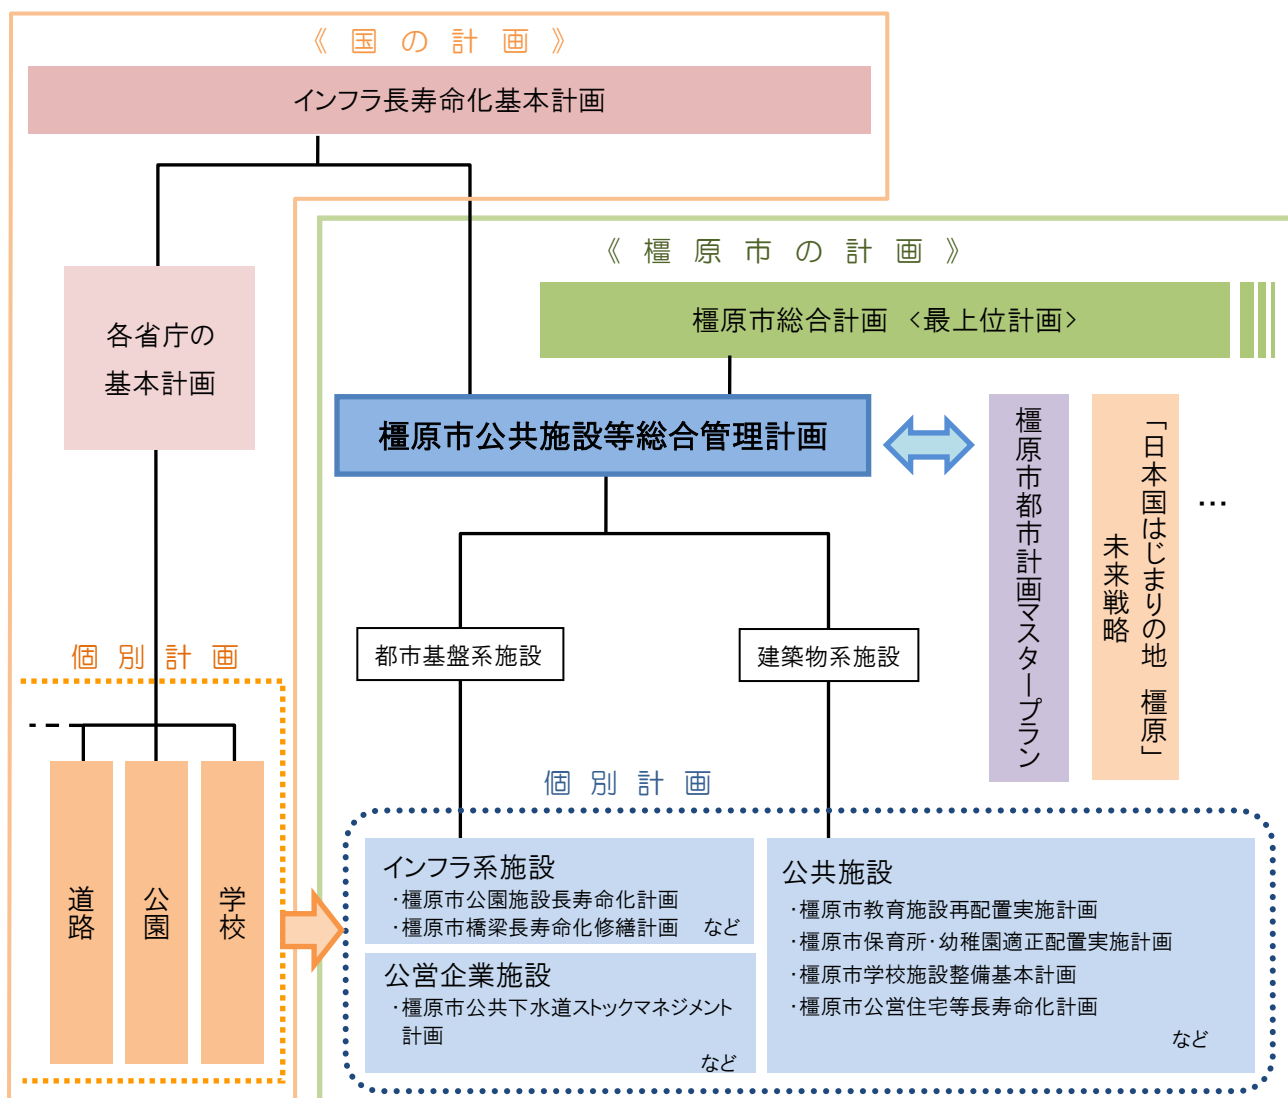 《 国 の 計 画 》
インフラ長寿命化基本計画
《 橿 原 市 の 計 画 》
橿原市総合計画 <最上位計画>
各省庁の
基本計画
橿原市公共施設等総合管理計画
橿原市都市計画マスタープラン
「日本国はじまりの地 橿原」
未来戦略
…
都市基盤系施設
建築物系施設
個 別 計 画
道路
公園
学校
個 別 計 画
インフラ系施設
・橿原市公園施設長寿命化計画
・橿原市橋梁長寿命化修繕計画 など
公営企業施設
・橿原市公共下水道ストックマネジメント
計画
など
公共施設
・橿原市教育施設再配置実施計画
・橿原市保育所・幼稚園適正配置実施計画
・橿原市学校施設整備基本計画
・橿原市公営住宅等長寿命化計画
など